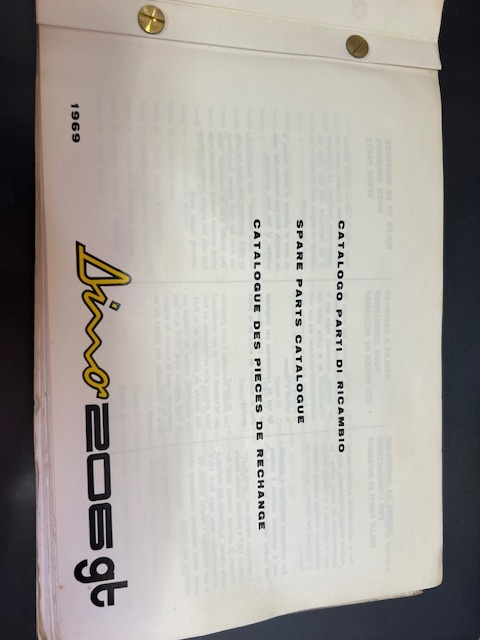 CATALOGO PARTI DI RICAMBIO
SPARE PARTS CATALOGUE
CATALOGUE DES PIECES DE RECHANGE
1969
Dino 206 gt